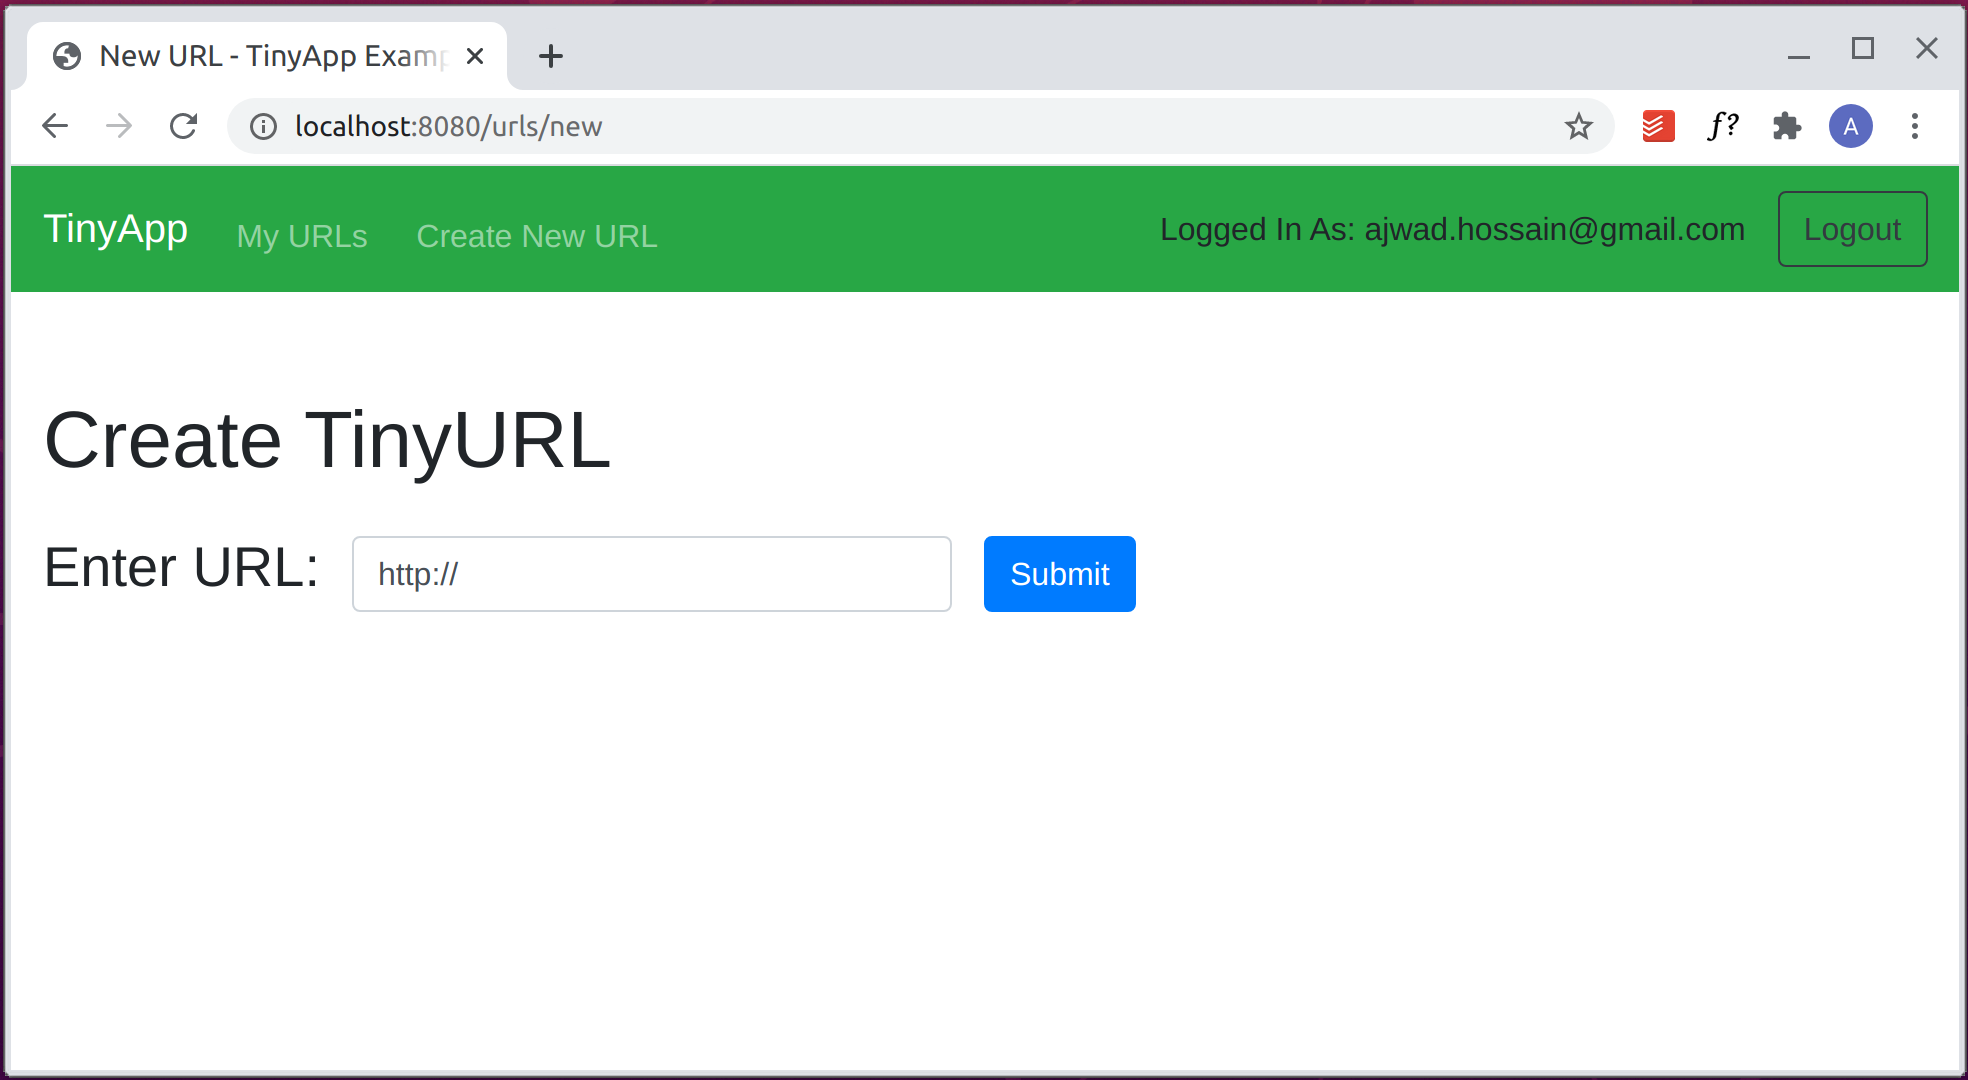 New URL - TinyApp Examp
localhost:8080/urls/new
f?
A
TinyApp
My URLs
Create New URL
Logged In As: ajwad.hossain@gmail.com
Logout
Create TinyURL
Enter URL:
http://
Submit